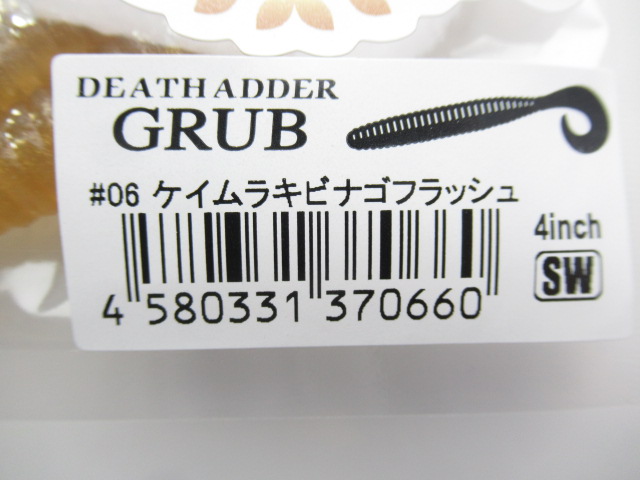 DEATH ADDER
GRUB
#06 ケイムラキビナゴフラッシュ
4inch
SW
4 580331 370660